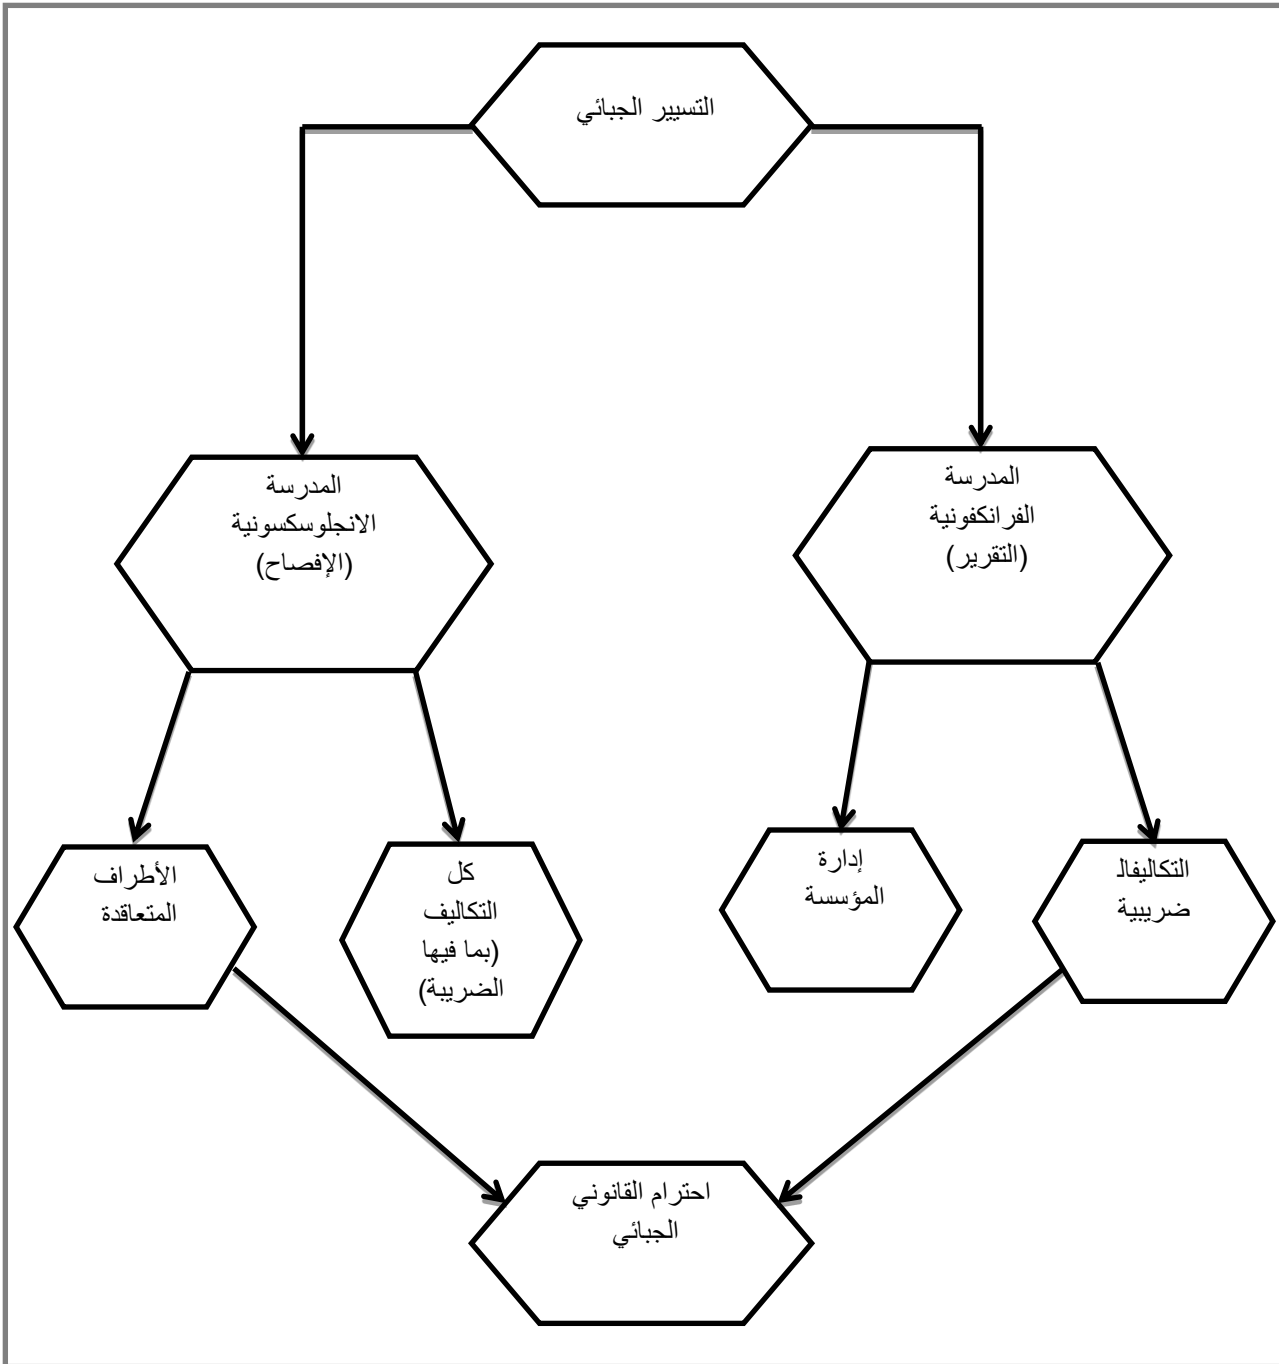 التسيير الجبائي
المدرسة
الفرانكفونية
(التقرير)
المدرسة
الانجلوسكسونية
(الإفصاح)
التكاليفالـ
ضريبية
إدارة
المؤسسة
كل
التكاليف
(بما فيها
الضريبة)
الأطراف
المتعاقدة
احترام القانوني
الجبائي